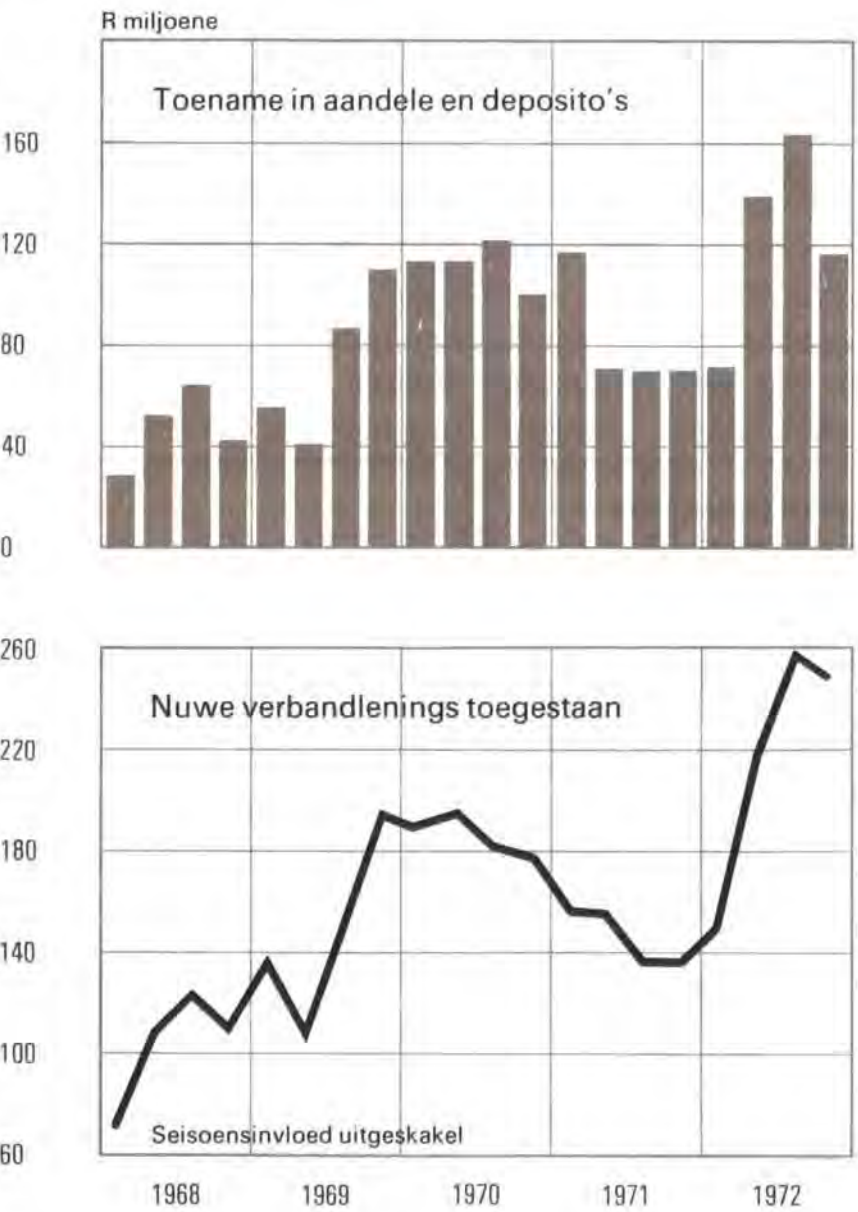 R miljoene
Toename in aandele en deposito's
160
120
80
40
0
260
Nuwe verbandlenings toegestaan
220
180
140
100
Seisoensinvloed uitgeskakel
60
1968 1969 1970 1971 1972